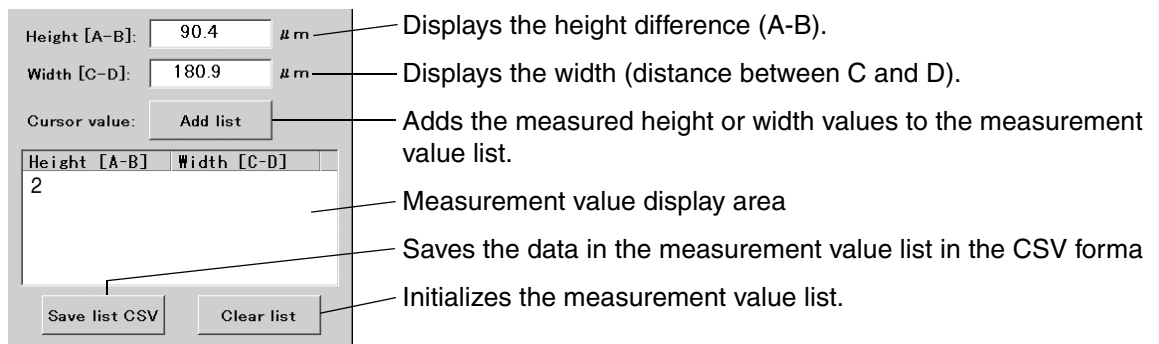 Height [A-B]: 90.4 μm
Displays the height difference (A-B).
Width [C-D]: 180.9 μm
Displays the width (distance between C and D).
Cursor value: Add list
Adds the measured height or width values to the measurement
value list.
Height [A-B] Width [C-D]
2
Measurement value display area
Saves the data in the measurement value list in the CSV forma
Initializes the measurement value list.
Save list CSV Clear list